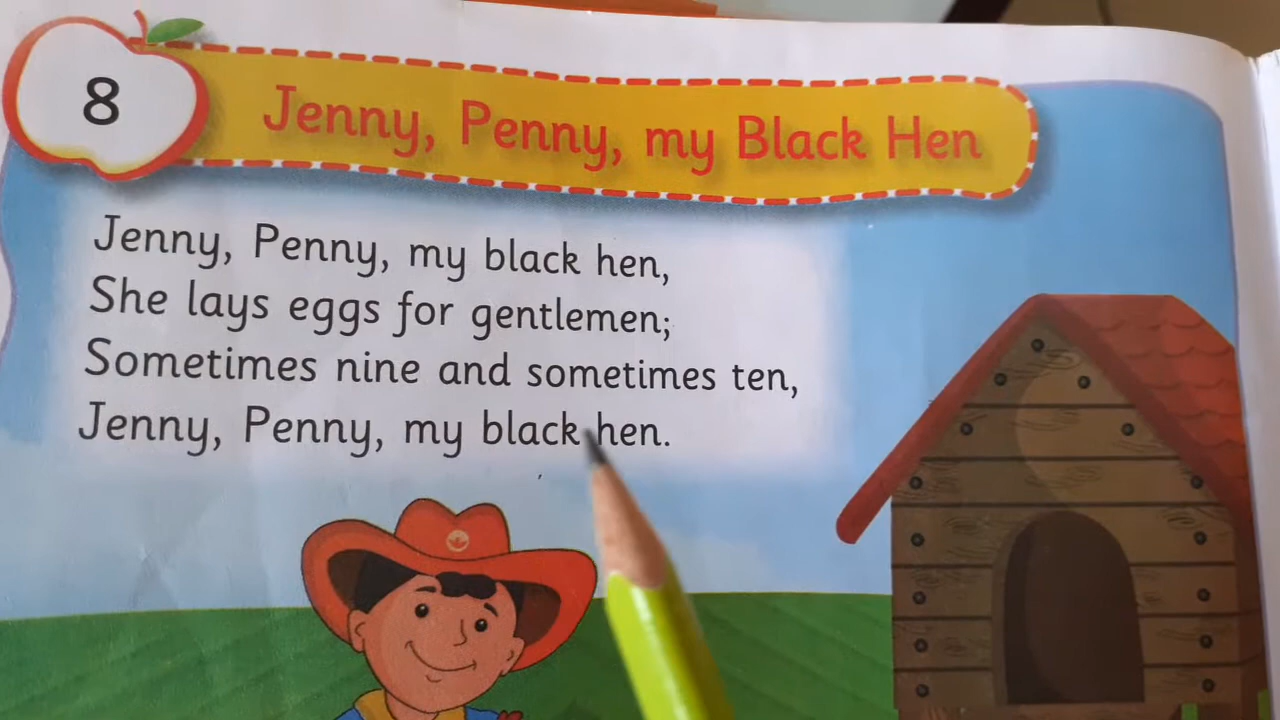 8
Jenny, Penny, my Black Hen
Jenny, Penny, my black hen,
She lays eggs for gentlemen;
Sometimes nine and sometimes ten,
Jenny, Penny, my black hen.